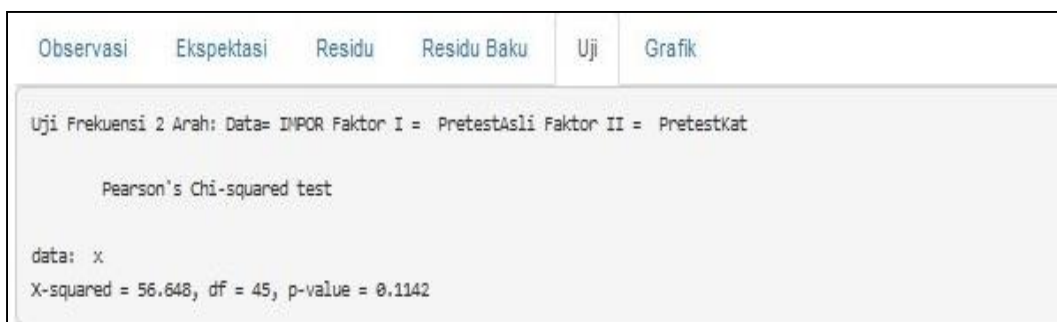 Observasi Ekspektasi Residu Residu Baku Uji Grafik
Uji Frekuensi 2 Arah: Data= IMPOR Faktor I = PretestAsli Faktor II = PretestKat
Pearson's Chi-squared test
data: x
X-squared = 56.648, df = 45, p-value = 0.1142